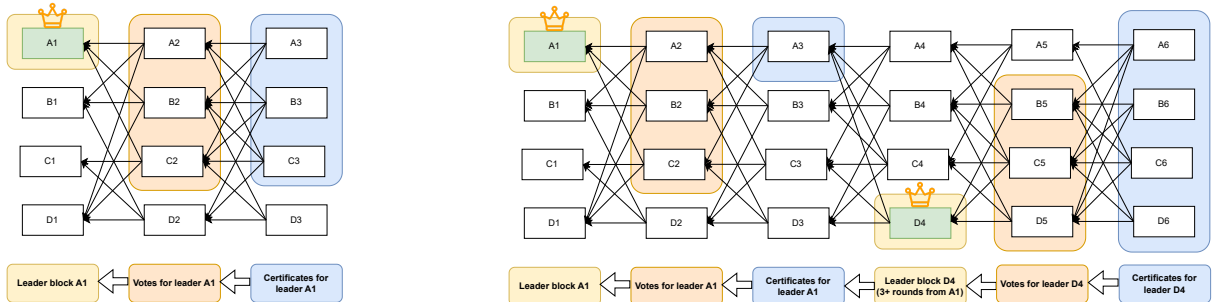 A1 A2 A3
B1 B2 B3
C1 C2 C3
D1 D2 D3
Leader block A1
Votes for leader A1
Certificates for
leader A1
A1 A2 A3 A4 A5 A6
B1 B2 B3 B4 B5 B6
C1 C2 C3 C4 C5 C6
D1 D2 D3 D4 D5 D6
Leader block A1
Votes for leader A1
Certificates for
leader A1
Leader block D4
(3+ rounds from A1)
Votes for leader D4
Certificates for
leader D4